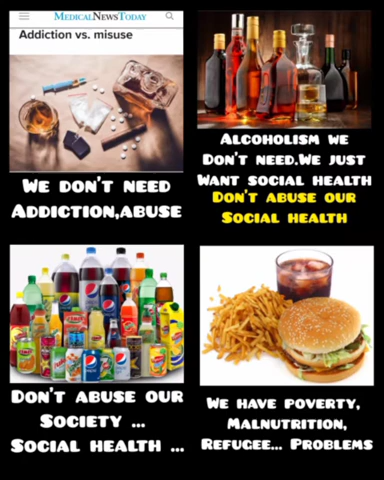 MEDICALNEWSTODAY
Addiction vs. misuse
WE DON'T NEED
ADDICTION,ABUSE
ALCOHOLISM WE
DON'T NEED.WE JUST
WANT SOCIAL HEALTH
DON'T ABUSE OUR
SOCIAL HEALTH
DON'T ABUSE OUR
SOCIETY ...
SOCIAL HEALTH ...
WE HAVE POVERTY,
MALNUTRITION,
REFUGEE... PROBLEMS